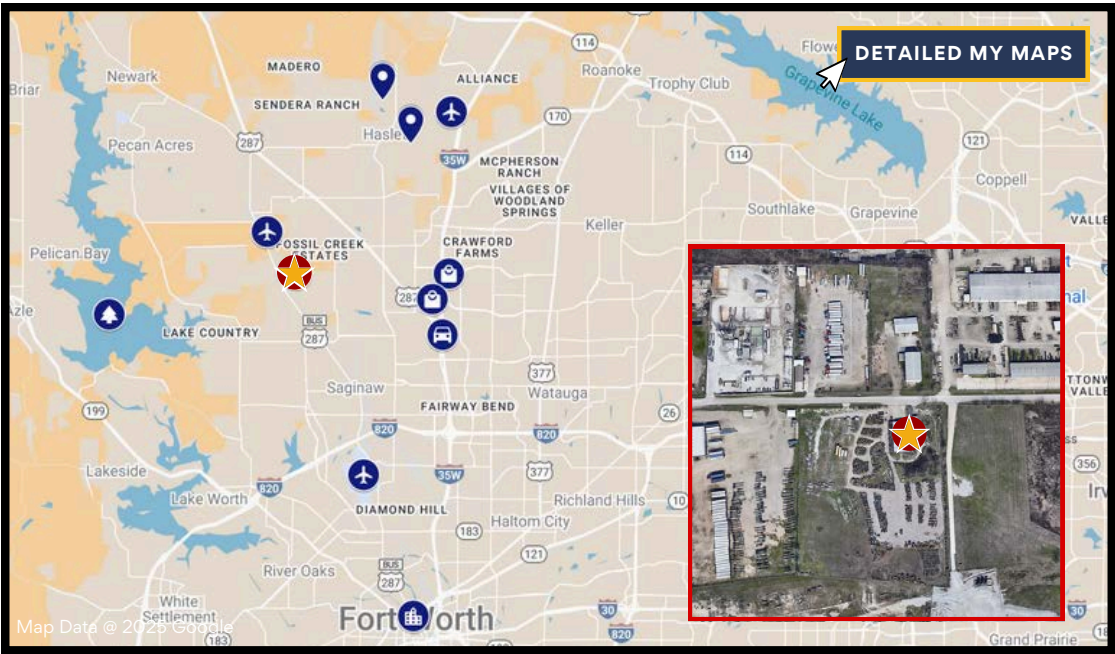 DETAILED MY MAPS
114
Roanoke
Trophy Club
Grapevine Lake
MADERO
ALLIANCE
Newark
SENDERA RANCH
170
287
Pecan Acres
35W
MCPHERSON
RANCH
114
121
Coppell
VILLAGES OF
WOODLAND
SPRINGS
Southlake
Grapevine
Keller
Pelican Bay
FOSSIL CREEK
ESTATES
CRAWFORD
FARMS
287
BUS
287
LAKE COUNTRY
Saginaw
377
Watauga
199
FAIRWAY BEND
26
820
820
Lakeside
Lake Worth
820
35W
377
356
Richland Hills
10
DIAMOND HILL
183
Haltom City
121
River Oaks
BUS
287
White
Settlement
Fort Worth
30
820
30
183
Grand Prairie
Map Data @ 2025 Google